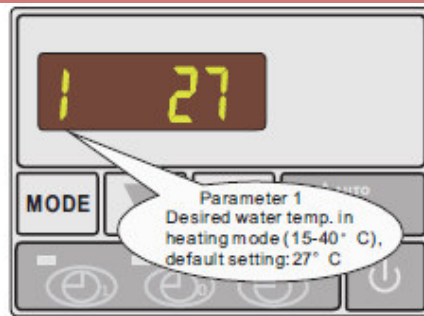 1 27
Parameter 1
MODE
Desired water temp. in
heating mode (15-40° C),
default setting: 27° C